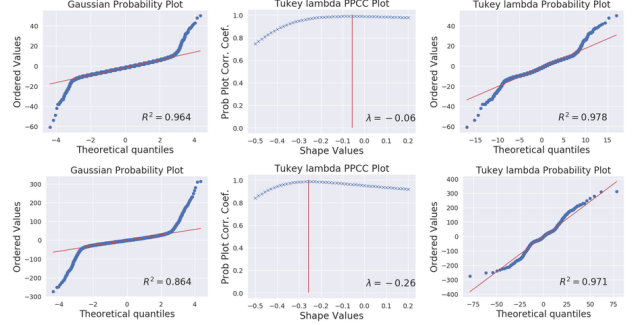 Gaussian Probability Plot
Ordered Values
40
20
0
−20
−40
−60
R² = 0.964
−4 −2 0 2 4
Theoretical quantiles
Tukey lambda PPCC Plot
Prob Plot Corr. Coef.
1.0
0.8
0.6
0.4
0.2
0.0
λ = −0.06
−0.5 −0.4 −0.3 −0.2 −0.1 0.0 0.1 0.2
Shape Values
Tukey lambda Probability Plot
Ordered Values
40
20
0
−20
−40
−60
R² = 0.978
−15 −10 −5 0 5 10 15
Theoretical quantiles
Gaussian Probability Plot
Ordered Values
300
200
100
0
−100
−200
−300
R² = 0.864
−4 −2 0 2 4
Theoretical quantiles
Tukey lambda PPCC Plot
Prob Plot Corr. Coef.
1.0
0.8
0.6
0.4
0.2
0.0
λ = −0.26
−0.5 −0.4 −0.3 −0.2 −0.1 0.0 0.1 0.2
Shape Values
Tukey lambda Probability Plot
Ordered Values
400
300
200
100
0
−100
−200
−300
−400
R² = 0.971
−75 −50 −25 0 25 50 75
Theoretical quantiles